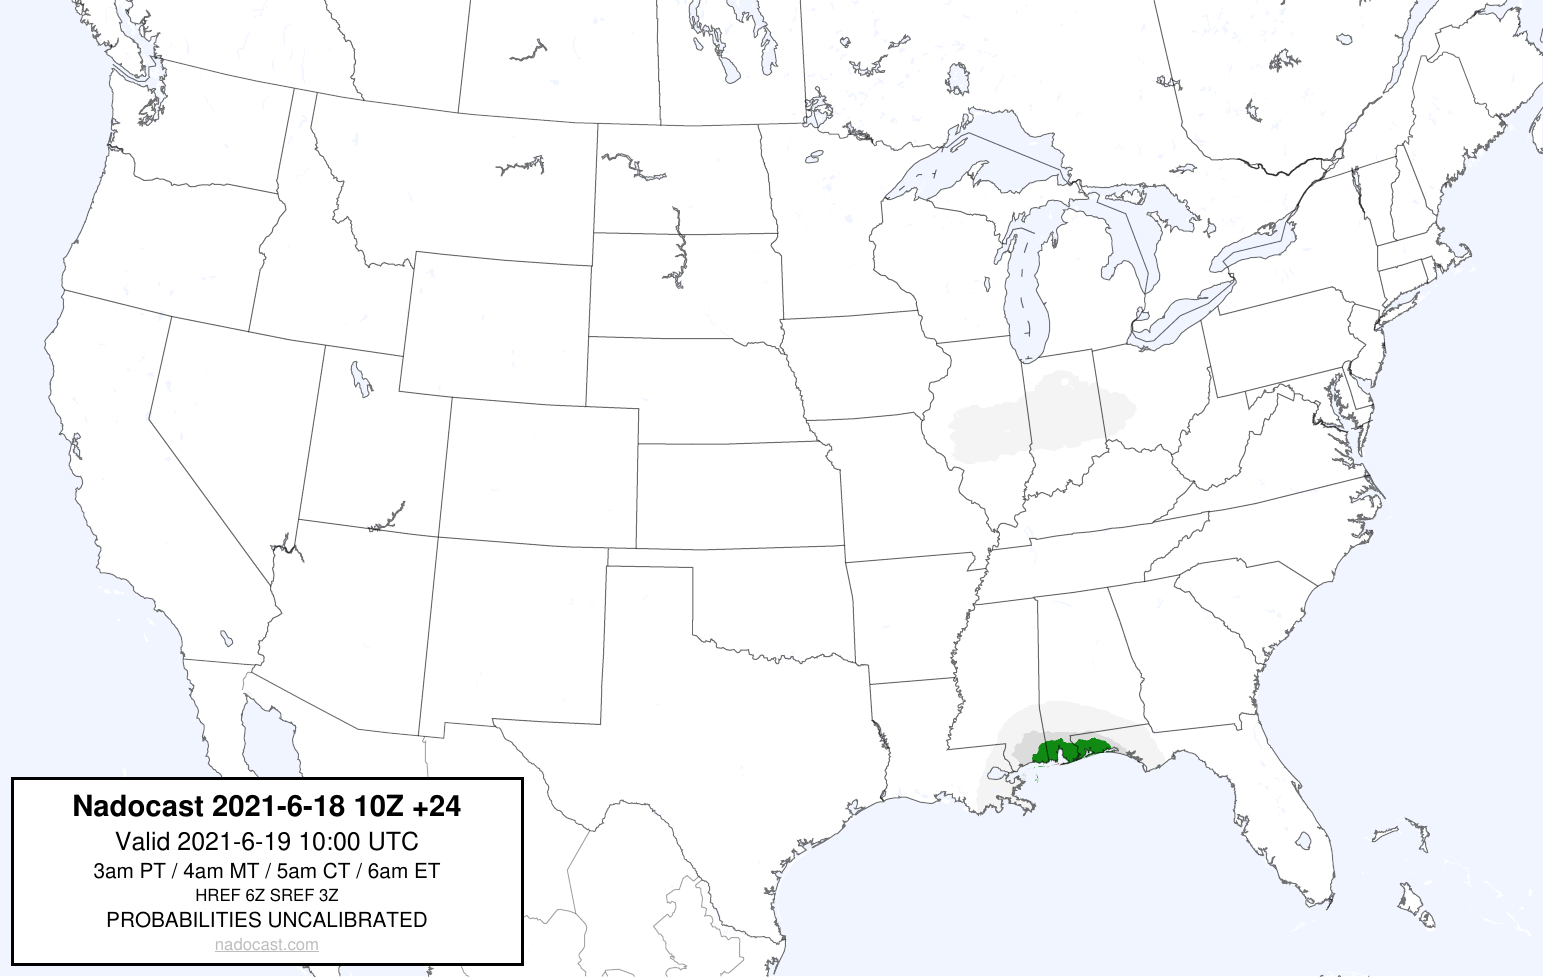 Nadocast 2021-6-18 10Z +24
Valid 2021-6-19 10:00 UTC
3am PT / 4am MT / 5am CT / 6am ET
HREF 6Z SREF 3Z
PROBABILITIES UNCALIBRATED
nadocast.com